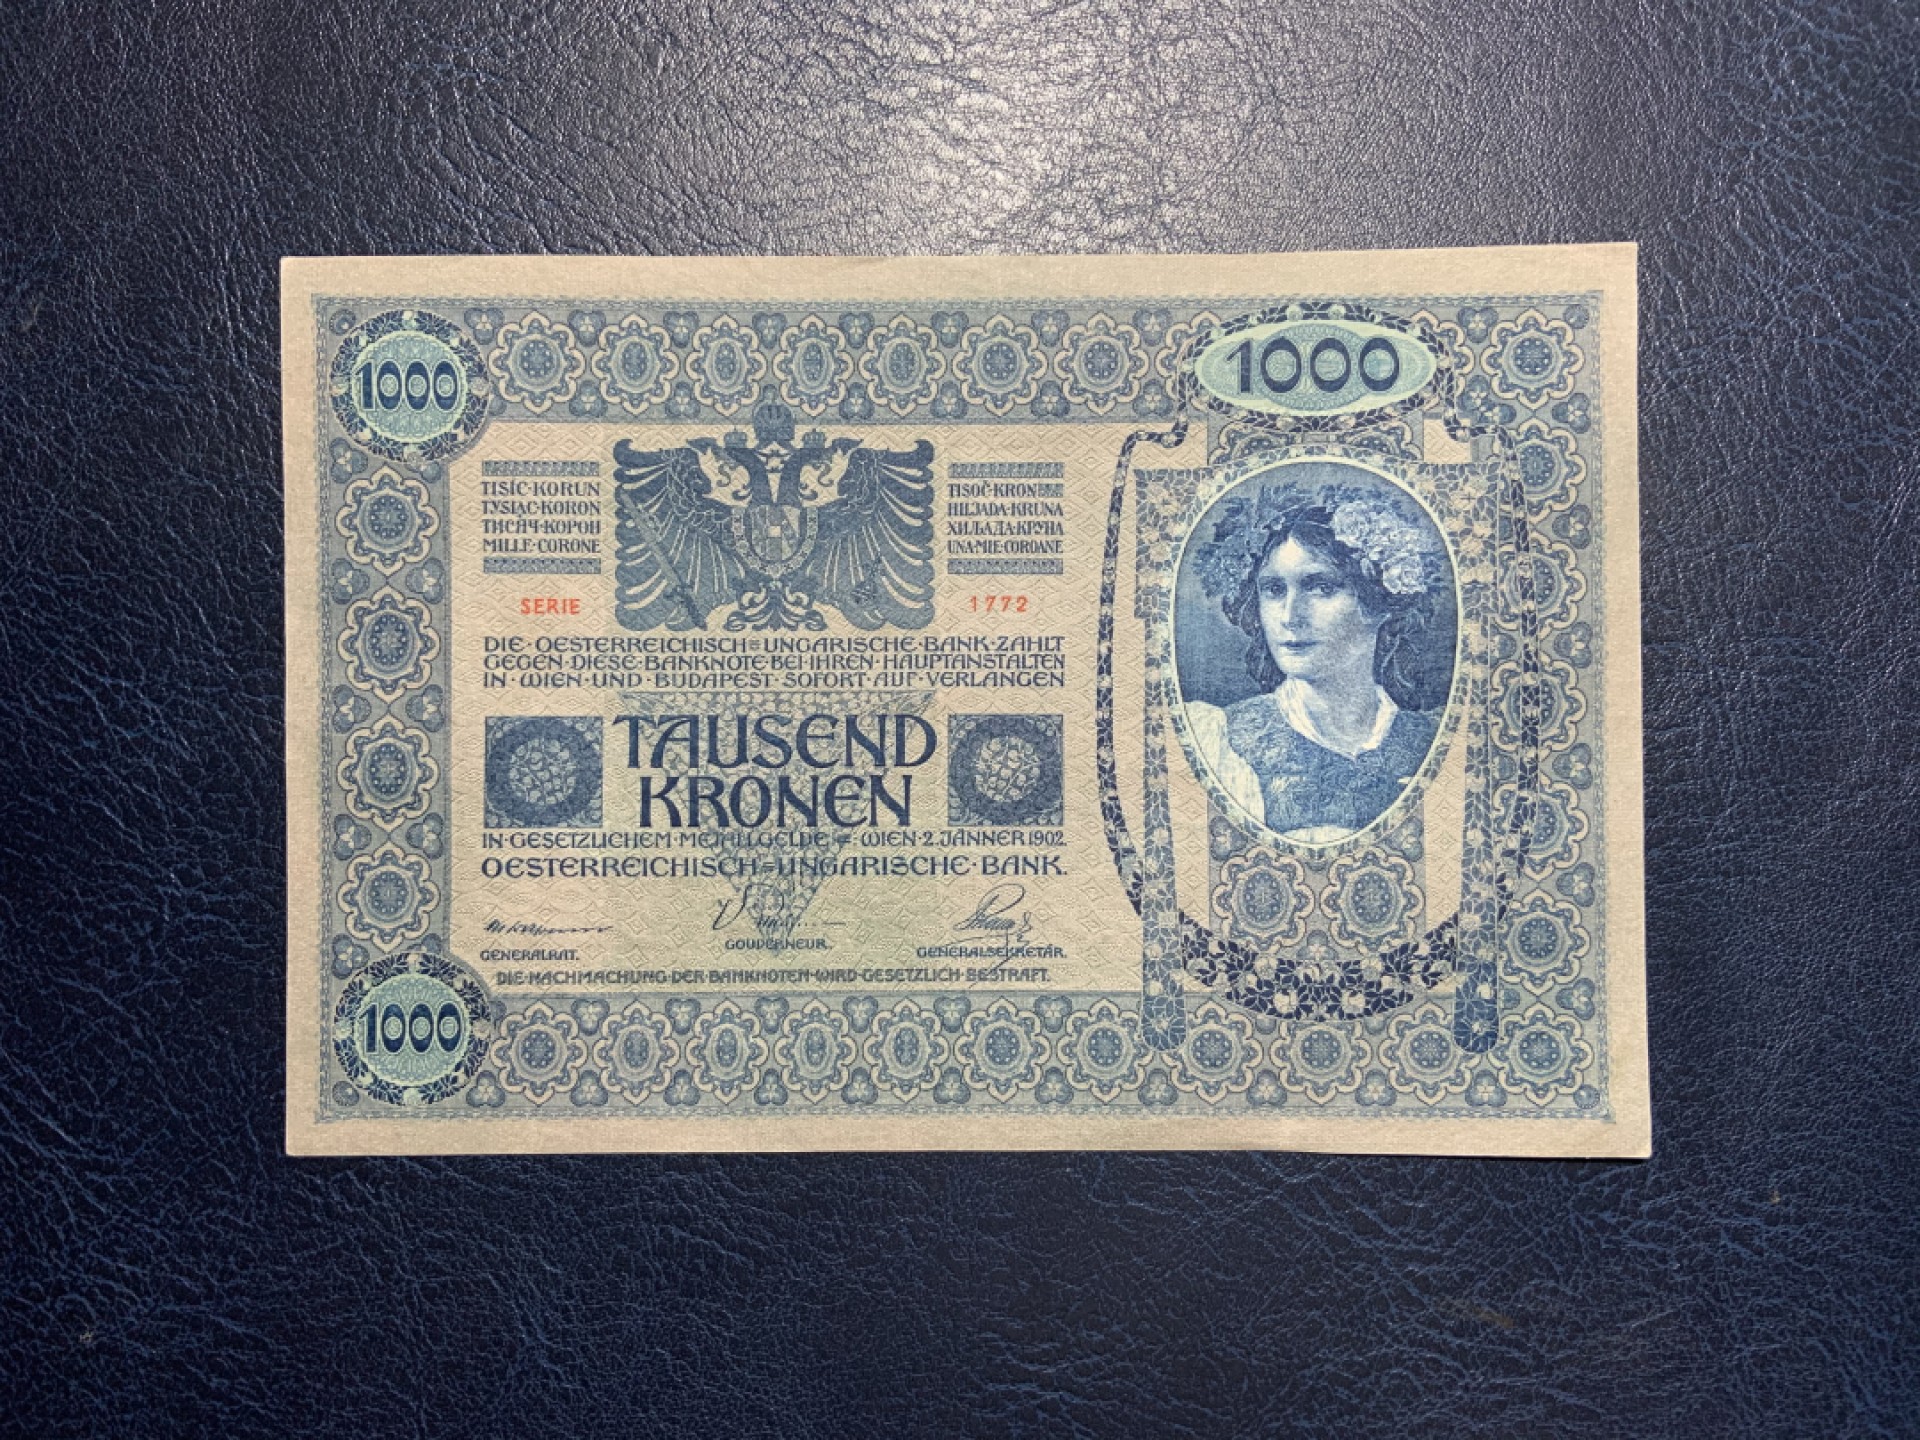 1000
1000
TISÍC·KORUN
TYSIĄC·KORON
ТИСЯЧ·КОРОН
MILLE·CORONE
TISOČ·KRON
HILJADA·KRUNA
ХИЉАДА·КРУНА
UNA·MIE·COROANE
SERIE 1772
DIE·OESTERREICHISCH=UNGARISCHE·BANK·ZAHLT
GEGEN·DIESE·BANKNOTE·BEI·IHREN·HAUPTANSTALTEN
IN·WIEN·UND·BUDAPEST·SOFORT·AUF·VERLANGEN
TAUSEND
KRONEN
IN·GESETZLICHEM·METALLGELDE=WIEN·2.JÄNNER 1902.
OESTERREICHISCH=UNGARISCHE·BANK.
GENERALRAT.
GOUVERNEUR.
GENERALSEKRETÄR.
DIE·NACHMACHUNG·DER·BANKNOTEN·WIRD·GESETZLICH·BESTRAFT.
1000